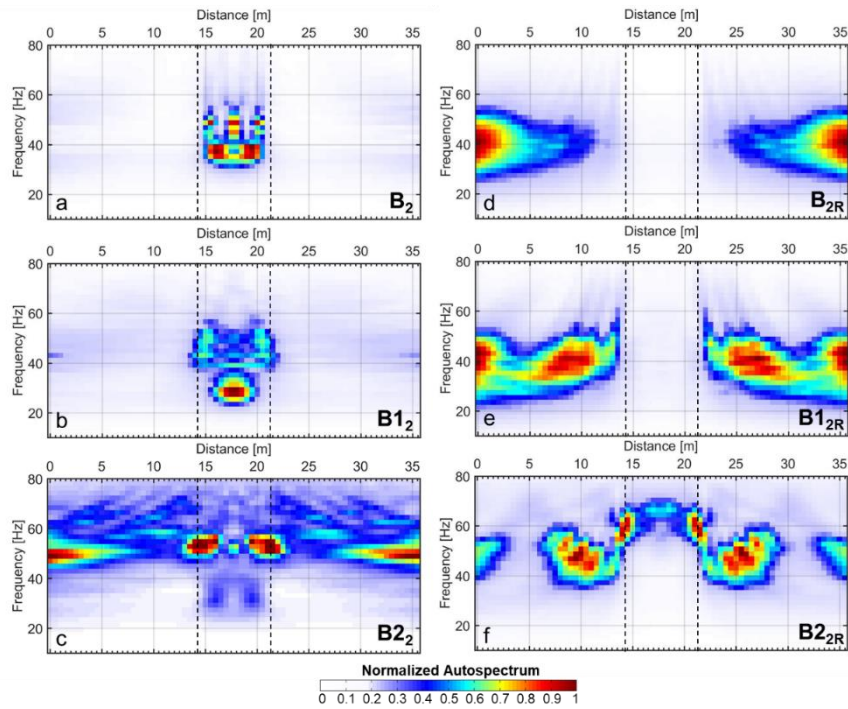 Distance [m]
0 5 10 15 20 25 30 35
80
60
40
20
Frequency [Hz]
a
B2
Distance [m]
0 5 10 15 20 25 30 35
80
60
40
20
Frequency [Hz]
d
B2R
Distance [m]
0 5 10 15 20 25 30 35
80
60
40
20
Frequency [Hz]
b
B12
Distance [m]
0 5 10 15 20 25 30 35
80
60
40
20
Frequency [Hz]
e
B12R
Distance [m]
0 5 10 15 20 25 30 35
80
60
40
20
Frequency [Hz]
c
B22
Distance [m]
0 5 10 15 20 25 30 35
80
60
40
20
Frequency [Hz]
f
B22R
Normalized Autospectrum
0 0.1 0.2 0.3 0.4 0.5 0.6 0.7 0.8 0.9 1